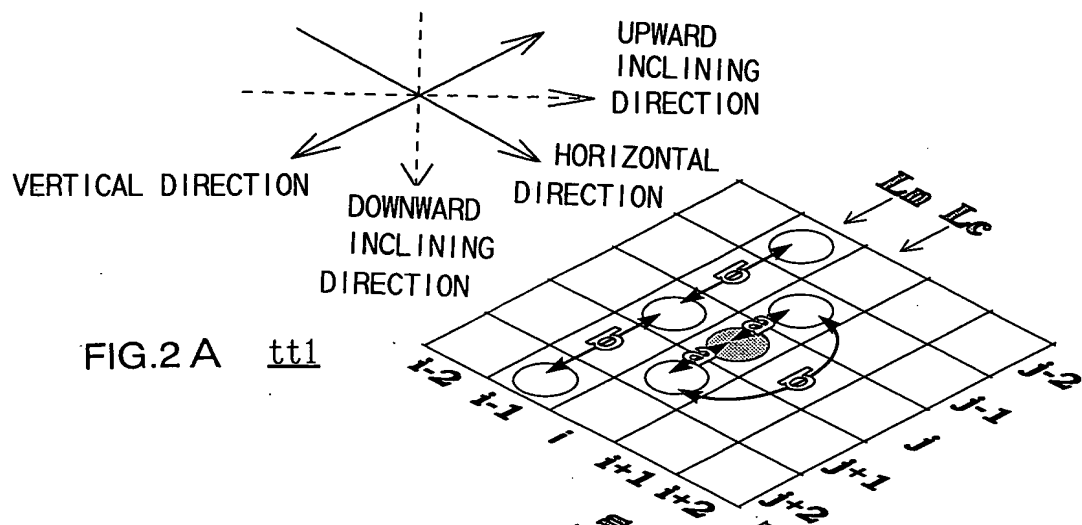 UPWARD
INCLINING
DIRECTION
HORIZONTAL
DIRECTION
VERTICAL DIRECTION
DOWNWARD
INCLINING
DIRECTION
Ln Lc
b
b
a
a
b
FIG.2 A tt1
i-2
i-1
i
i+1
i+2
j-2
j-1
j
j+1
j+2